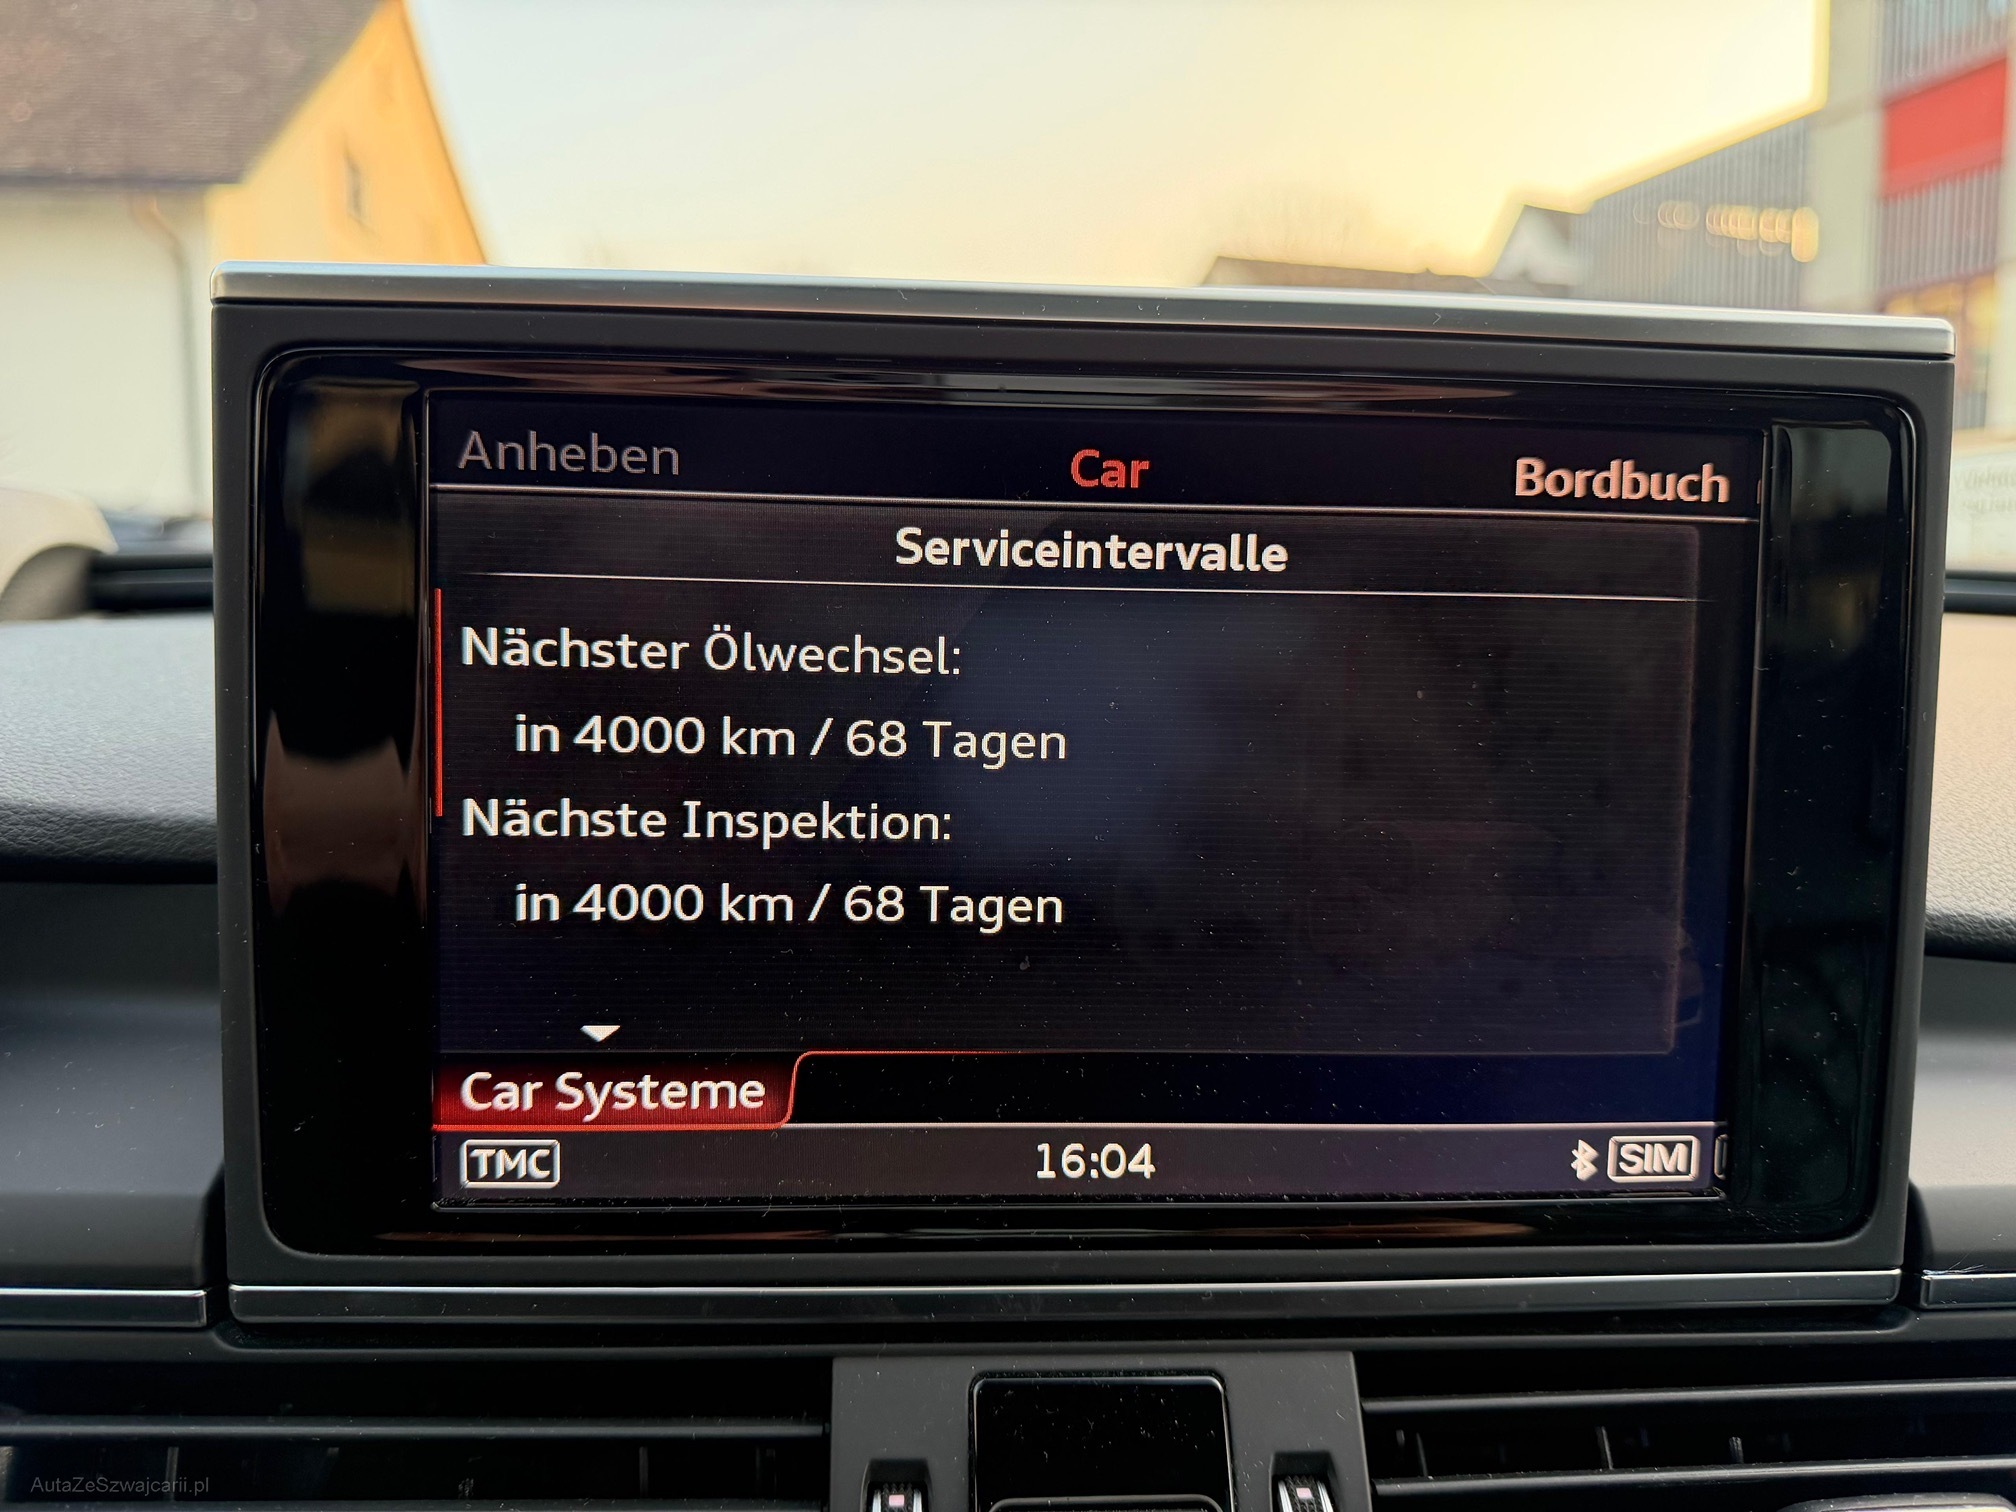 Anheben Car Bordbuch
Serviceintervalle
Nächster Ölwechsel:
in 4000 km / 68 Tagen
Nächste Inspektion:
in 4000 km / 68 Tagen
Car Systeme
TMC 16:04 SIM
AutaZeSzwajcarii.pl